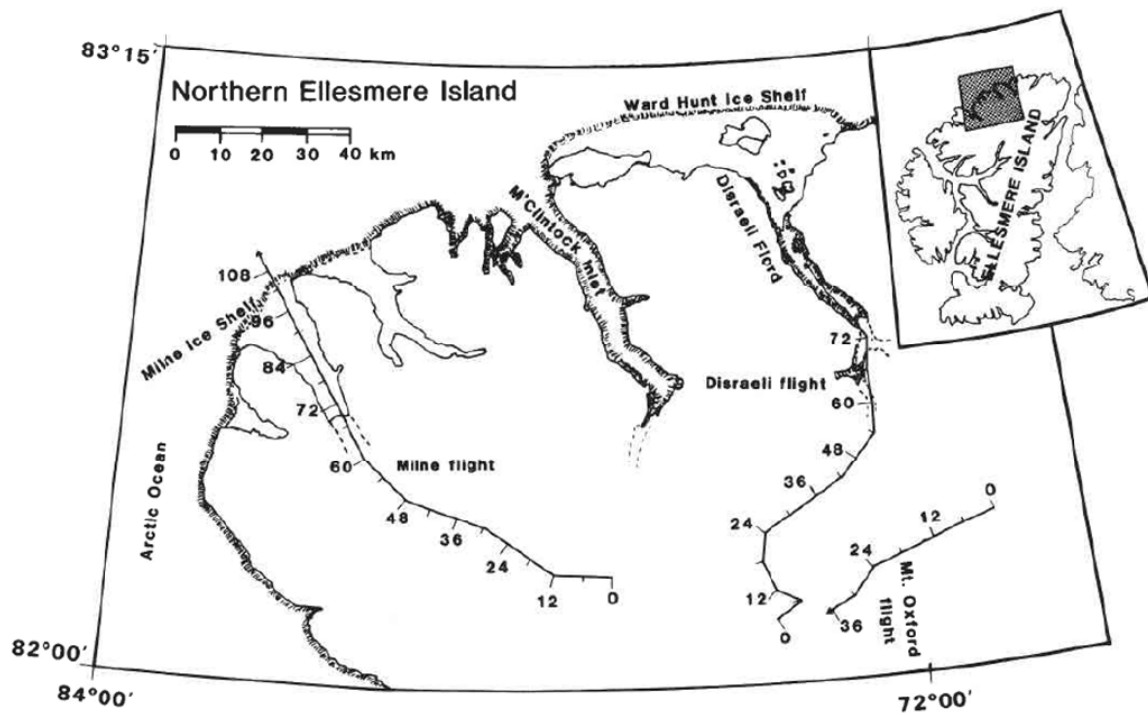 83°15′
Northern Ellesmere Island
0 10 20 30 40 km
Ward Hunt Ice Shelf
M'Clintock Inlet
Disraeli Fiord
ELLESMERE ISLAND
Milne Ice Shelf
108
96
84
72
60
48
36
24
12
0
Milne flight
Arctic Ocean
Disraeli flight
72
60
48
36
24
12
0
0
12
24
36
Mt. Oxford
flight
82°00′
84°00′
72°00′